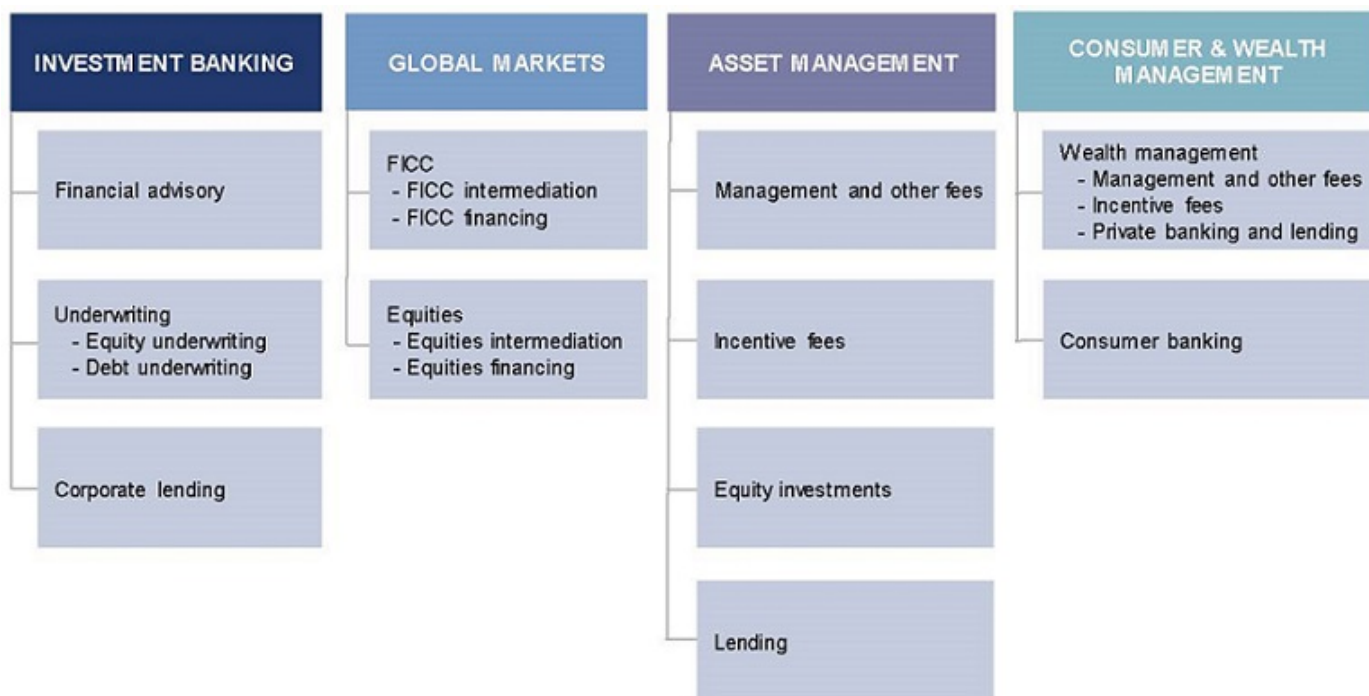 INVESTMENT BANKING
Financial advisory
Underwriting
- Equity underwriting
- Debt underwriting
Corporate lending
GLOBAL MARKETS
FICC
- FICC intermediation
- FICC financing
Equities
- Equities intermediation
- Equities financing
ASSET MANAGEMENT
Management and other fees
Incentive fees
Equity investments
Lending
CONSUMER & WEALTH
MANAGEMENT
Wealth management
- Management and other fees
- Incentive fees
- Private banking and lending
Consumer banking